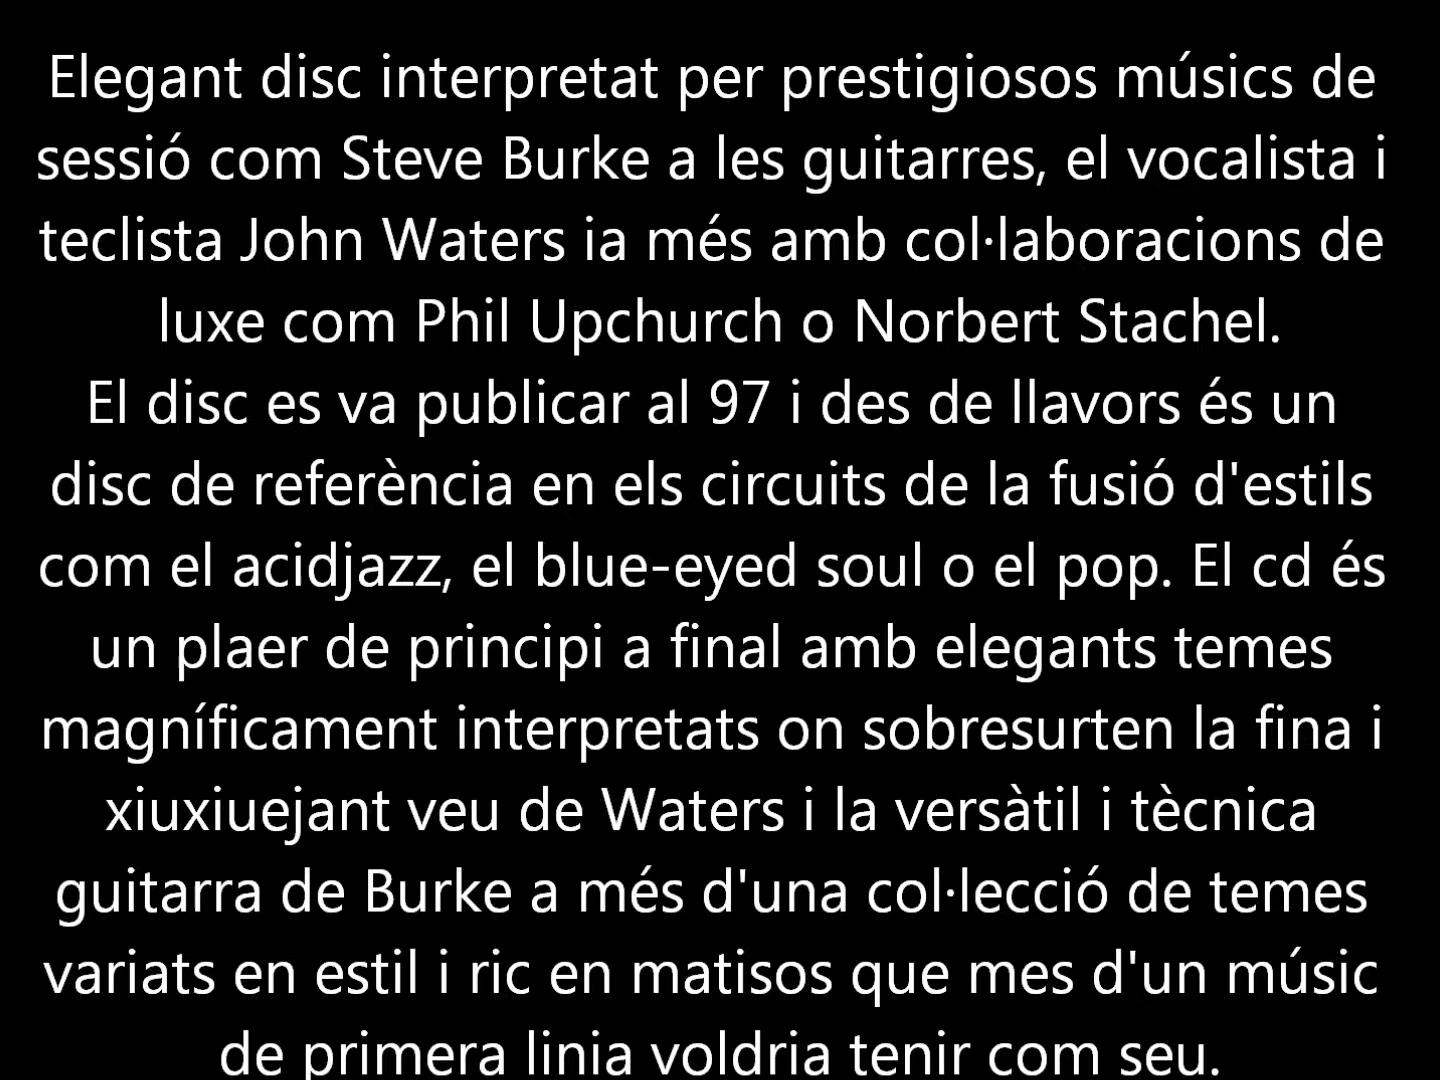 Elegant disc interpretat per prestigiosos músics de
sessió com Steve Burke a les guitarres, el vocalista i
teclista John Waters ia més amb col·laboracions de
luxe com Phil Upchurch o Norbert Stachel.
El disc es va publicar al 97 i des de llavors és un
disc de referència en els circuits de la fusió d'estils
com el acidjazz, el blue-eyed soul o el pop. El cd és
un plaer de principi a final amb elegants temes
magníficament interpretats on sobresurten la fina i
xiuxiuejant veu de Waters i la versàtil i tècnica
guitarra de Burke a més d'una col·lecció de temes
variats en estil i ric en matisos que mes d'un músic
de primera linia voldria tenir com seu.